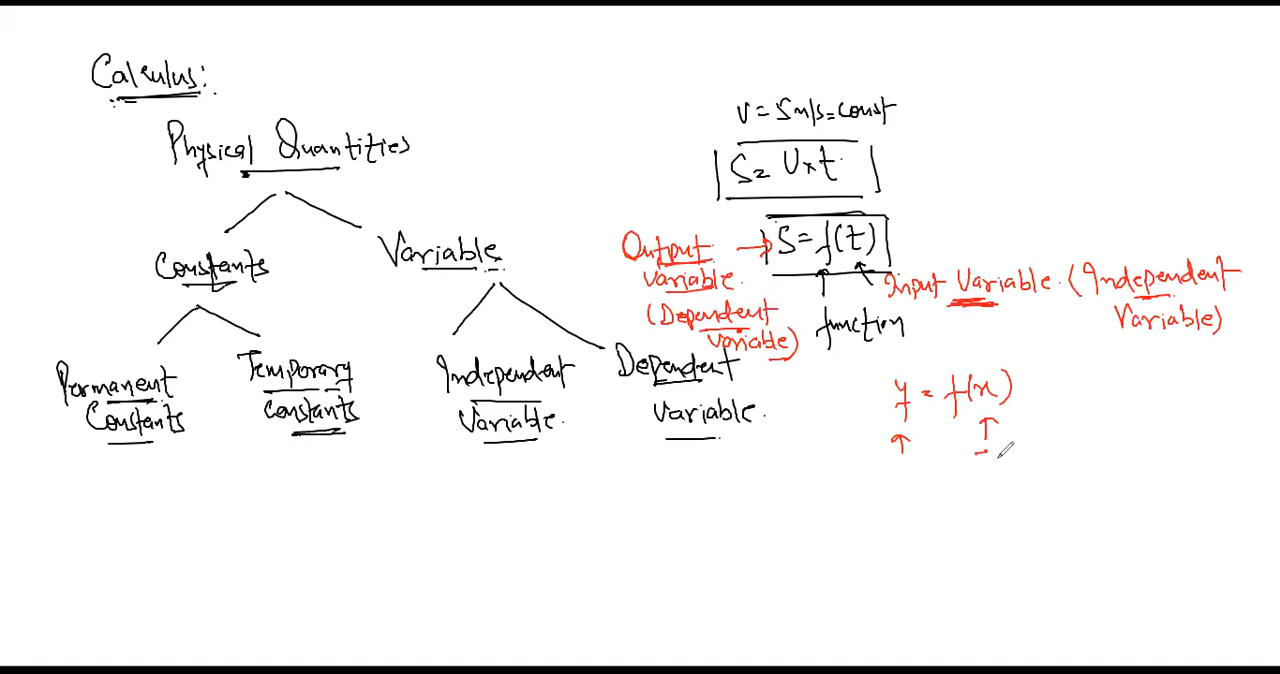 Calculus:
Physical Quantities
Constants
Variable
Permanent
Constants
Temporary
constants
Independent
Variable.
Dependent
variable.
v = 5m/s = const
S = v × t
S = f(t)
Output
variable.
(Dependent
variable)
function
Input Variable. (Independent
Variable)
y = f(x)